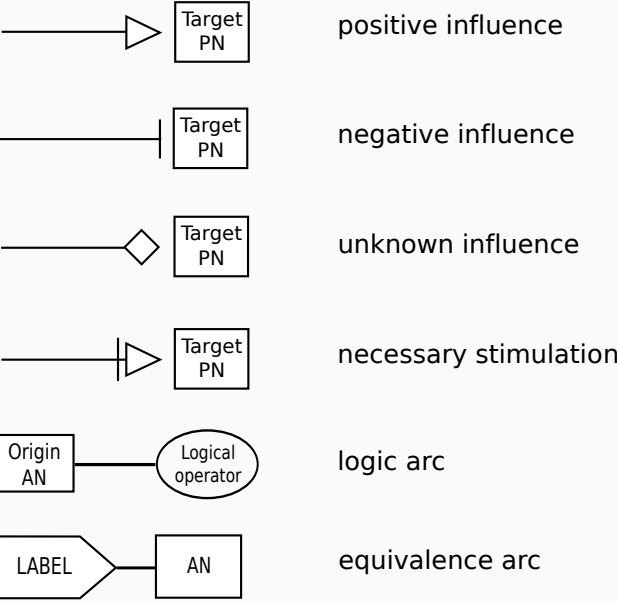 Target
PN
positive influence
Target
PN
negative influence
Target
PN
unknown influence
Target
PN
necessary stimulation
Origin
AN
Logical
operator
logic arc
LABEL
AN
equivalence arc